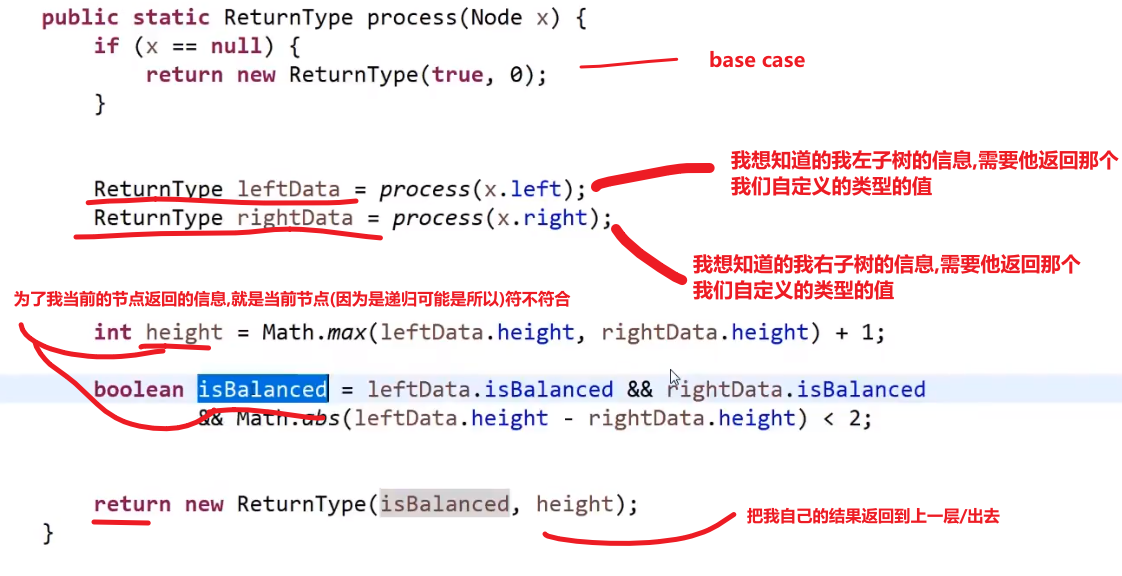 public static ReturnType process(Node x) {
if (x == null) {
return new ReturnType(true, 0);
base case
}
我想知道的我左子树的信息,需要他返回那个
我们自定义的类型的值
ReturnType leftData = process(x.left);
ReturnType rightData = process(x.right);
我想知道的我右子树的信息,需要他返回那个
我们自定义的类型的值
为了我当前的节点返回的信息,就是当前节点(因为是递归可能是所以)符不符合
int height = Math.max(leftData.height, rightData.height) + 1;
boolean isBalanced = leftData.isBalanced && rightData.isBalanced
&& Math.abs(leftData.height - rightData.height) < 2;
return new ReturnType(isBalanced, height);
把我自己的结果返回到上一层/出去
}